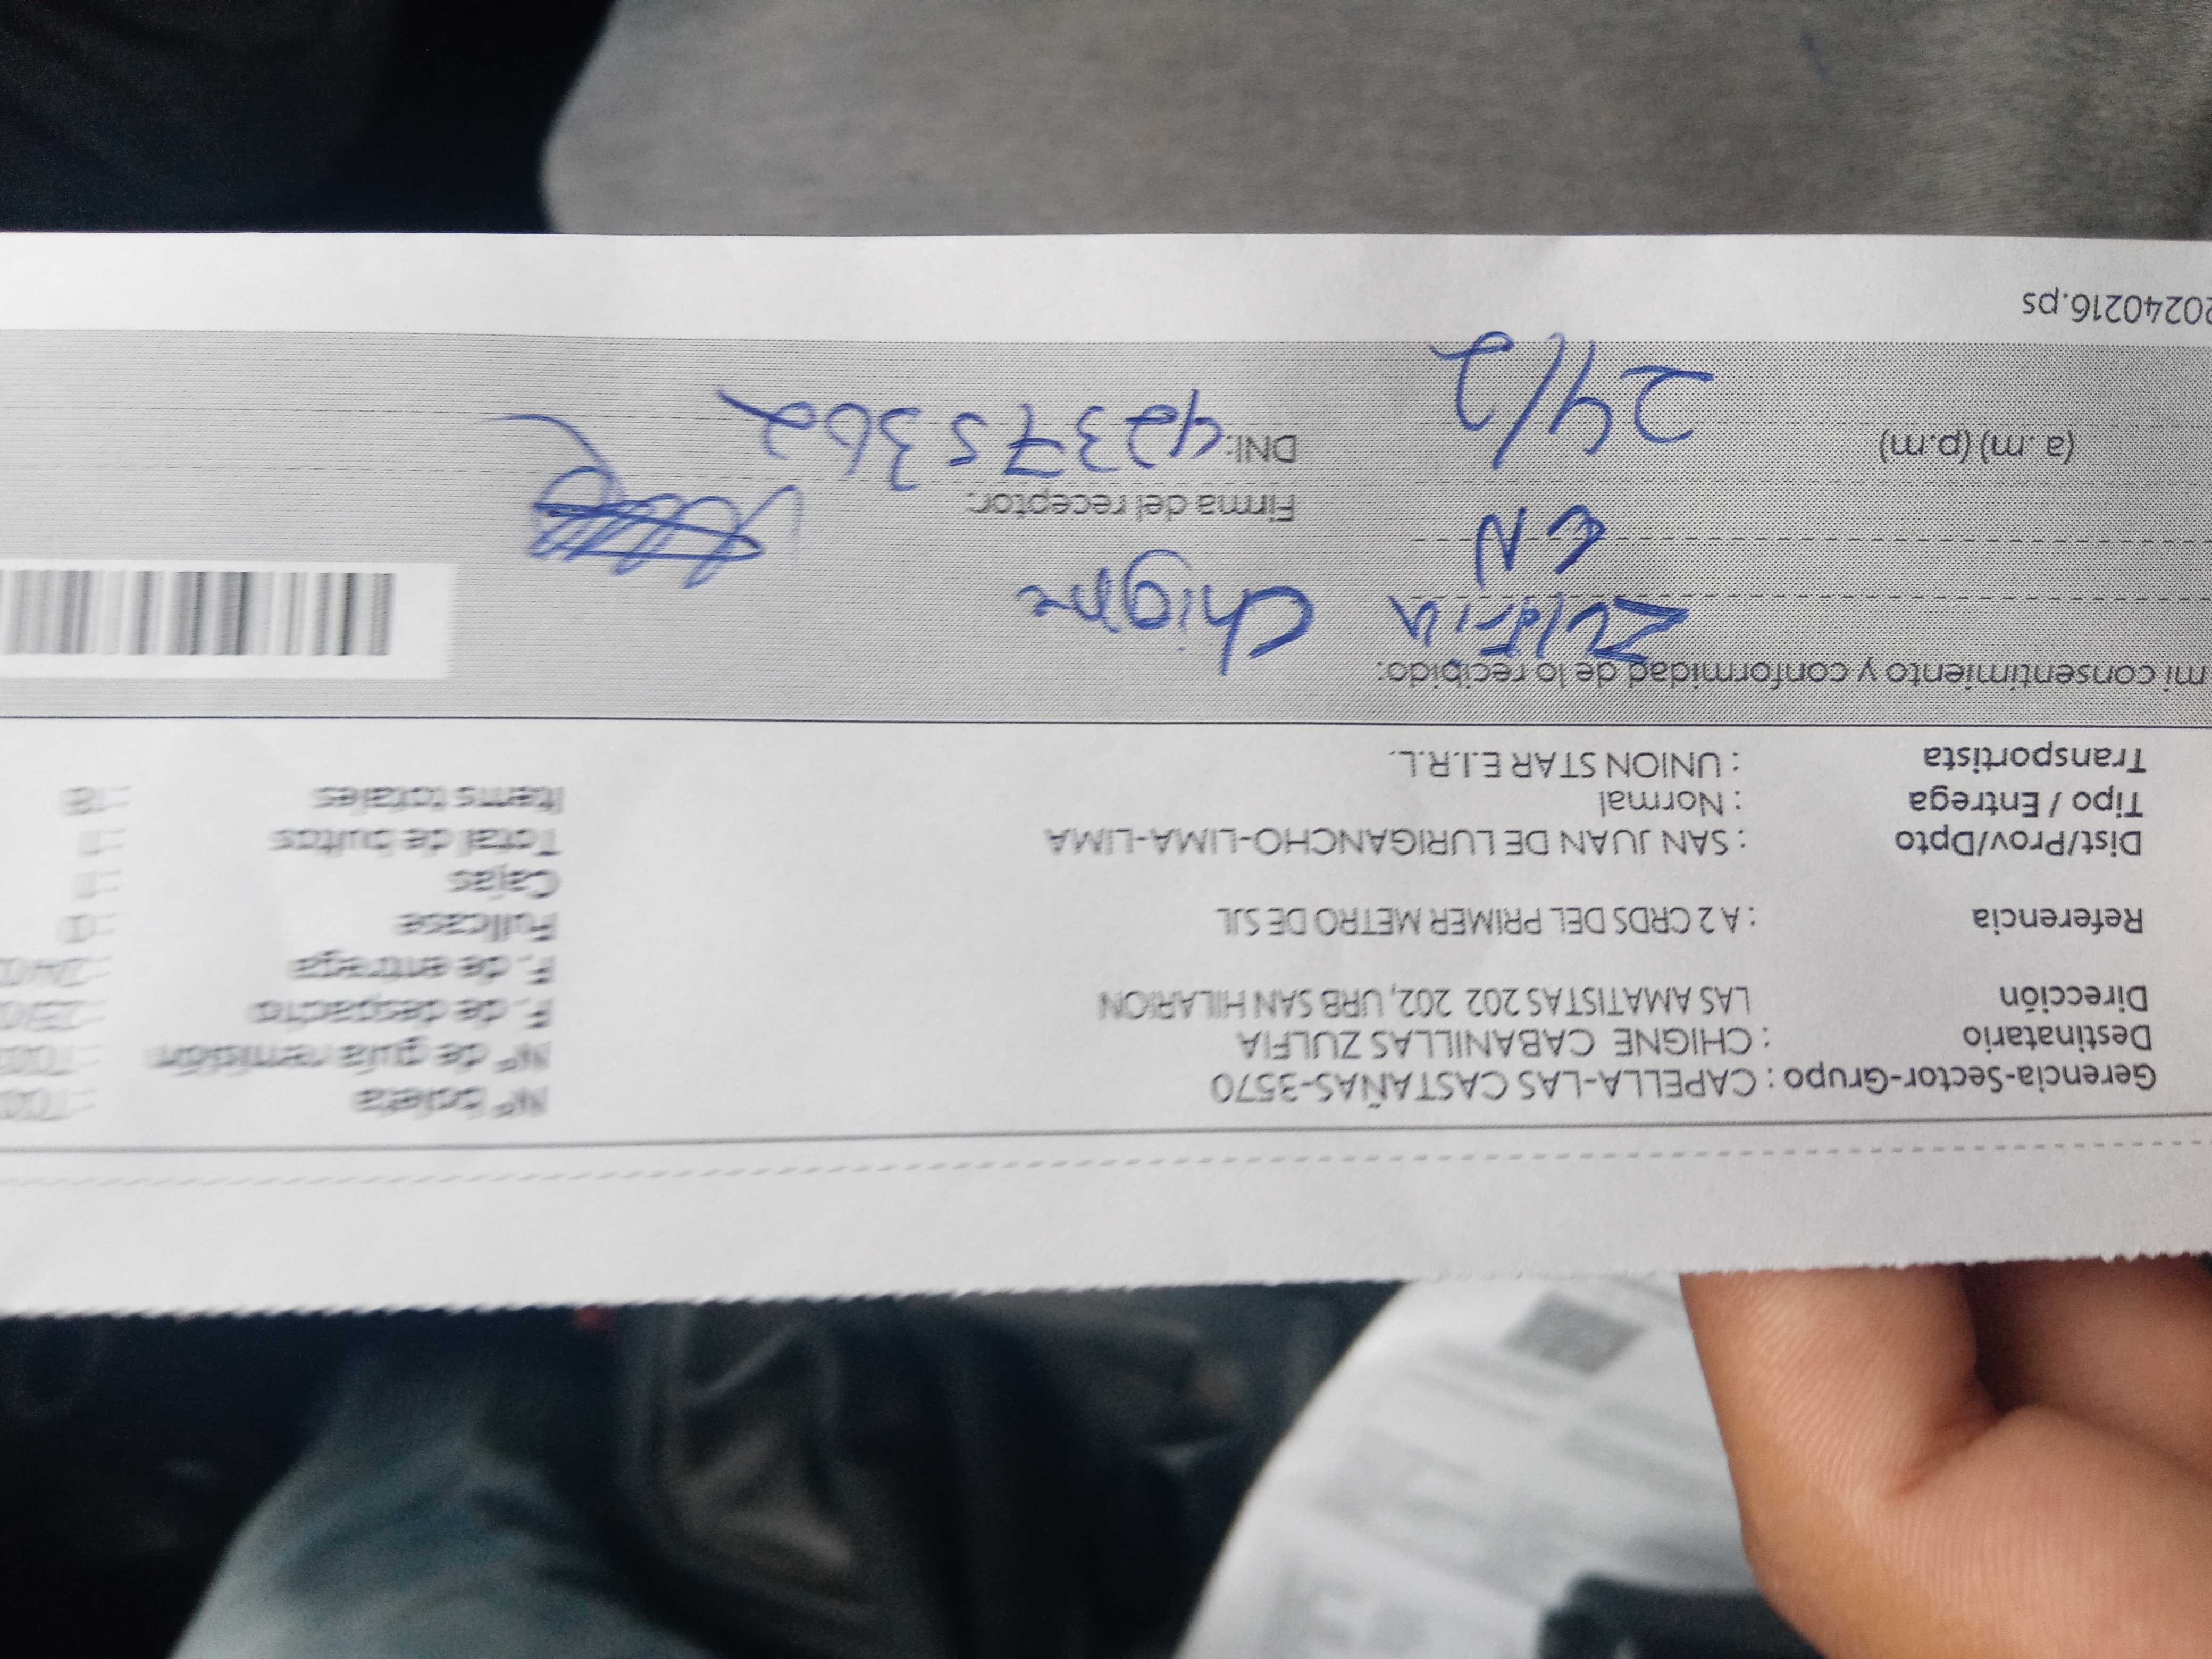 Gerencia-Sector-Grupo : CAPELLA-LAS CASTAÑAS-3570
Nº boleta
Destinatario : CHIGNE CABANILLAS ZULFIA
Nº de guía remisión
Dirección LAS AMATISTAS 202 202, URB SAN HILARION
F. de despacho
F. de entrega
Referencia : A 2 CRDS DEL PRIMER METRO DE SJL
Fullcase
Cajas
Dist/Prov/Dpto : SAN JUAN DE LURIGANCHO-LIMA-LIMA
Total de bultos
Tipo / Entrega : Normal
Items totales : 18
Transportista : UNION STAR E.I.R.L.
mi consentimiento y conformidad de lo recibido:
Chigne
EN
Firma del receptor:
(a. m) (p.m) 24/2
DNI: 42375362
20240216.ps